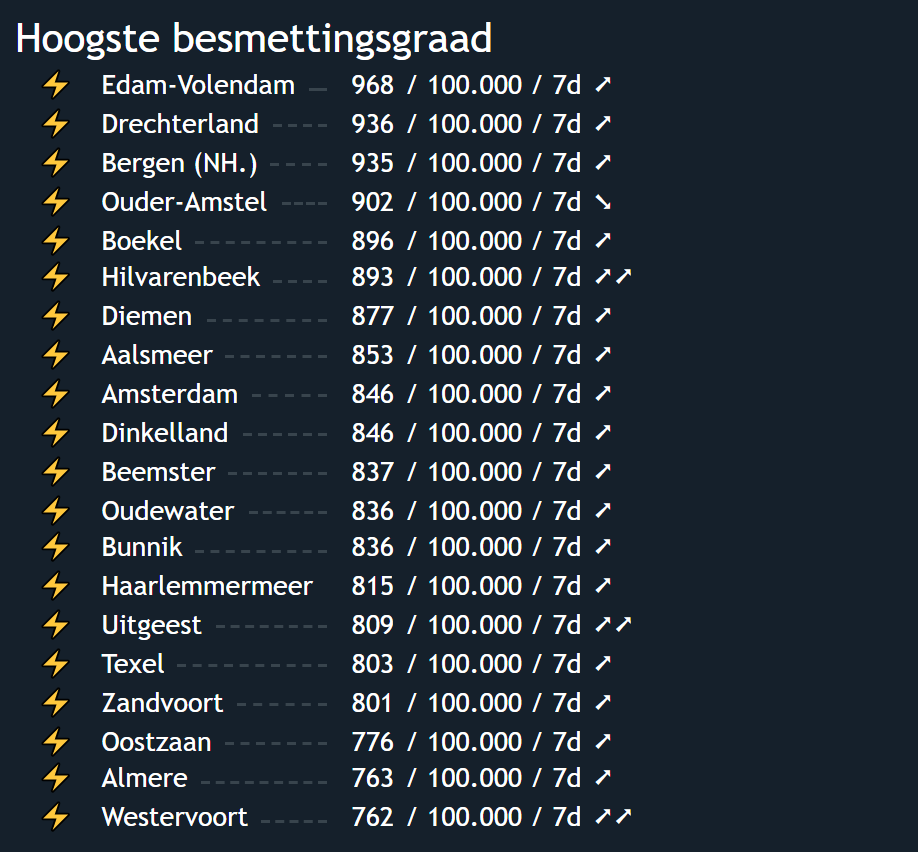 Hoogste besmettingsgraad
⚡ Edam-Volendam — 968 / 100.000 / 7d ➚
⚡ Drechterland ---- 936 / 100.000 / 7d ➚
⚡ Bergen (NH.) ---- 935 / 100.000 / 7d ➚
⚡ Ouder-Amstel ---- 902 / 100.000 / 7d ➘
⚡ Boekel --------- 896 / 100.000 / 7d ➚
⚡ Hilvarenbeek ---- 893 / 100.000 / 7d ➚➚
⚡ Diemen -------- 877 / 100.000 / 7d ➚
⚡ Aalsmeer ------- 853 / 100.000 / 7d ➚
⚡ Amsterdam ----- 846 / 100.000 / 7d ➚
⚡ Dinkelland ------ 846 / 100.000 / 7d ➚
⚡ Beemster ------- 837 / 100.000 / 7d ➚
⚡ Oudewater ------ 836 / 100.000 / 7d ➚
⚡ Bunnik --------- 836 / 100.000 / 7d ➚
⚡ Haarlemmermeer 815 / 100.000 / 7d ➚
⚡ Uitgeest -------- 809 / 100.000 / 7d ➚➚
⚡ Texel ---------- 803 / 100.000 / 7d ➚
⚡ Zandvoort ------ 801 / 100.000 / 7d ➚
⚡ Oostzaan ------- 776 / 100.000 / 7d ➚
⚡ Almere --------- 763 / 100.000 / 7d ➚
⚡ Westervoort ----- 762 / 100.000 / 7d ➚➚